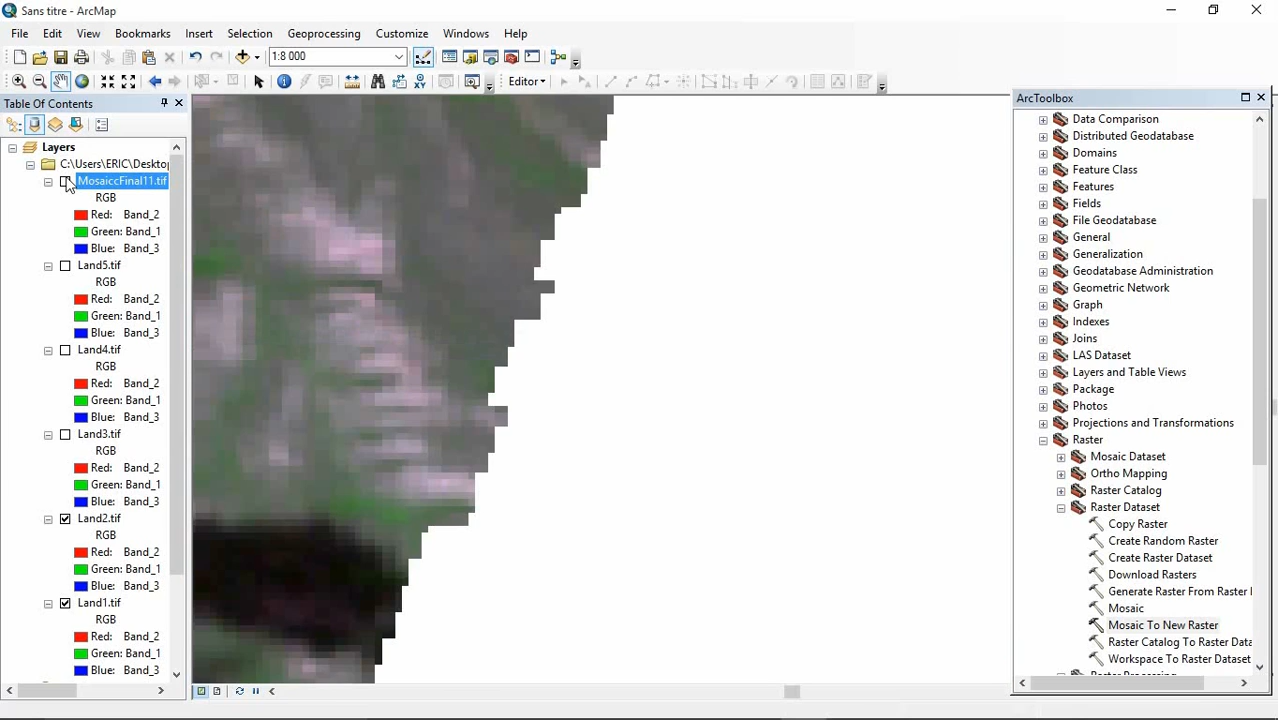 Sans titre - ArcMap
File Edit View Bookmarks Insert Selection Geoprocessing Customize Windows Help
1:8 000
Editor
Table Of Contents
Layers
C:\Users\ERIC\Deskto
MosaiccFinal11.tif
RGB
Red: Band_2
Green: Band_1
Blue: Band_3
Land5.tif
RGB
Red: Band_2
Green: Band_1
Blue: Band_3
Land4.tif
RGB
Red: Band_2
Green: Band_1
Blue: Band_3
Land3.tif
RGB
Red: Band_2
Green: Band_1
Blue: Band_3
Land2.tif
RGB
Red: Band_2
Green: Band_1
Blue: Band_3
Land1.tif
RGB
Red: Band_2
Green: Band_1
Blue: Band_3
ArcToolbox
Data Comparison
Distributed Geodatabase
Domains
Feature Class
Features
Fields
File Geodatabase
General
Generalization
Geodatabase Administration
Geometric Network
Graph
Indexes
Joins
LAS Dataset
Layers and Table Views
Package
Photos
Projections and Transformations
Raster
Mosaic Dataset
Ortho Mapping
Raster Catalog
Raster Dataset
Copy Raster
Create Random Raster
Create Raster Dataset
Download Rasters
Generate Raster From Raster
Mosaic
Mosaic To New Raster
Raster Catalog To Raster Data
Workspace To Raster Dataset